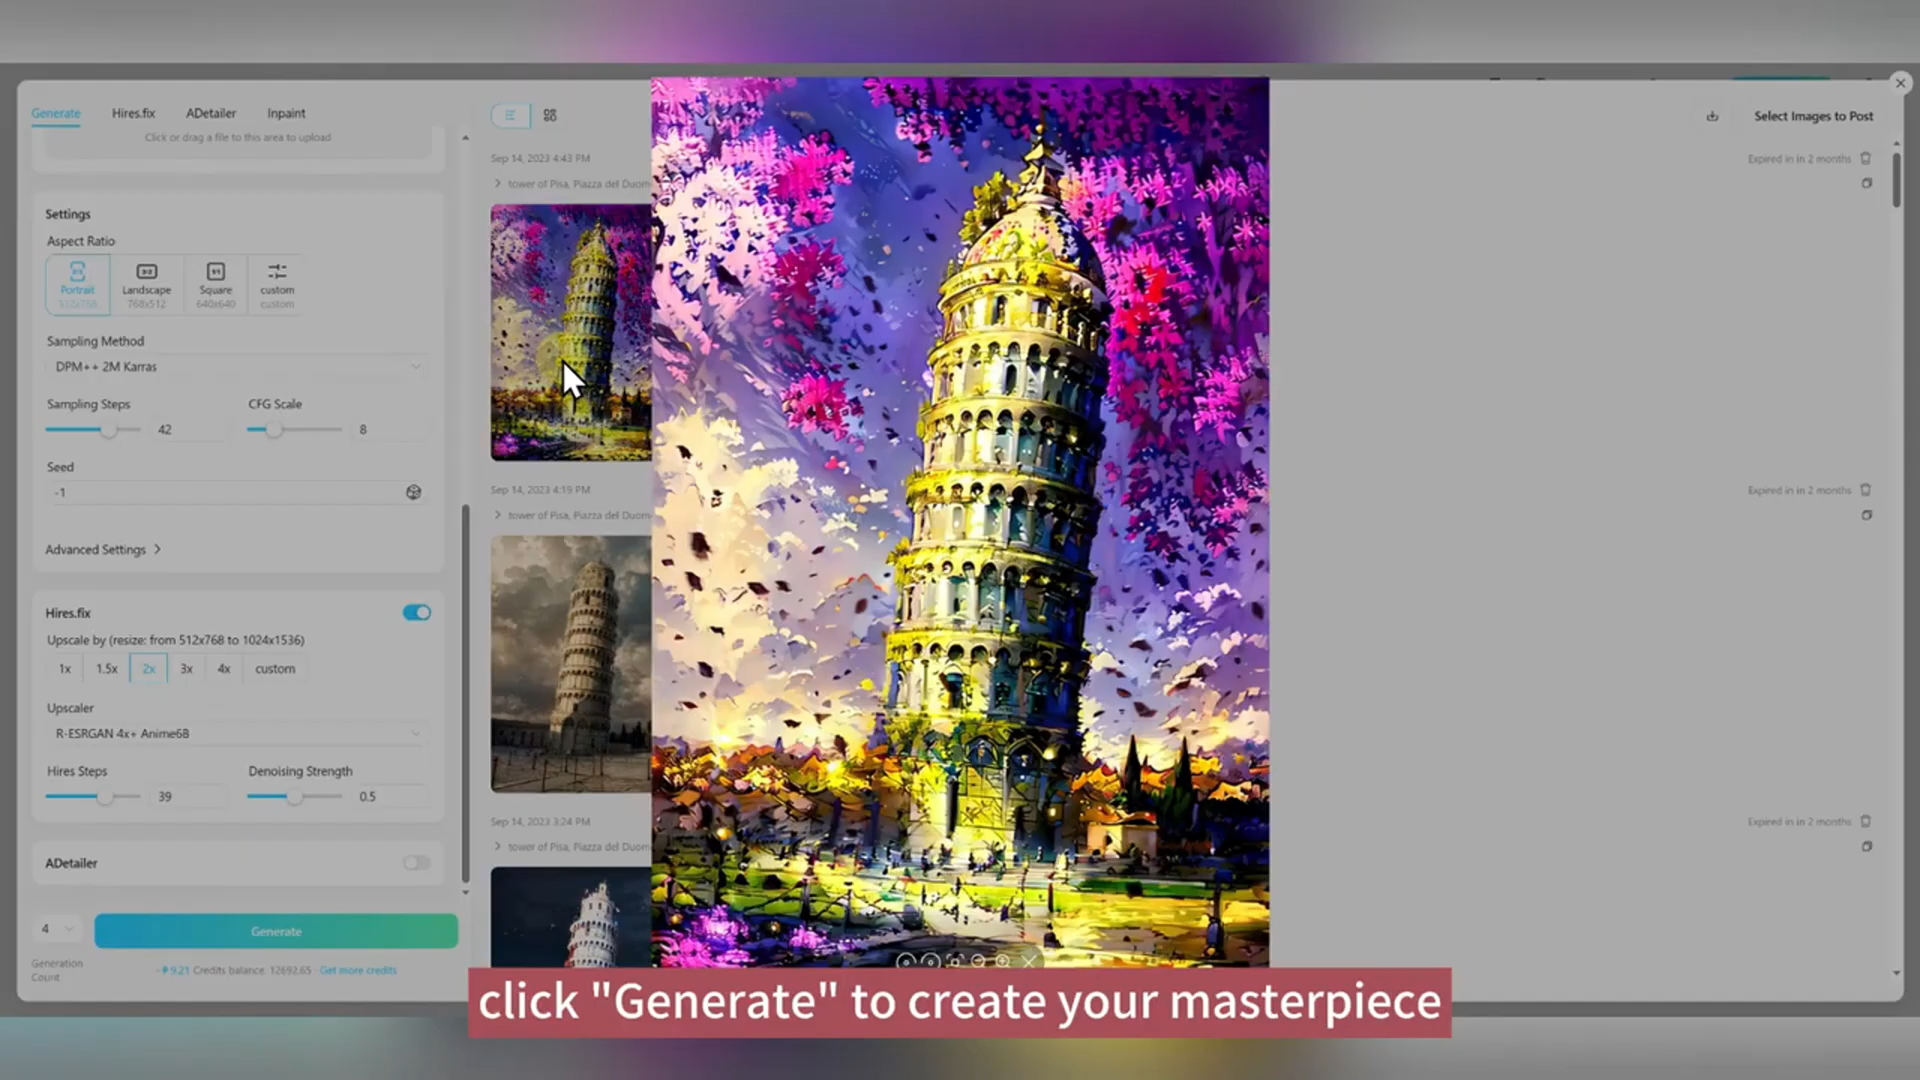 Generate
Hires.fix
ADetailer
Inpaint
Click or drag a file to this area to upload
Settings
Aspect Ratio
Portrait
Landscape
Square
custom
512x768
768x512
640x640
custom
Sampling Method
DPM++ 2M Karras
Sampling Steps
CFG Scale
42
8
Seed
-1
Advanced Settings
Hires.fix
Upscale by (resize: from 512x768 to 1024x1536)
1x
1.5x
2x
3x
4x
custom
Upscaler
R-ESRGAN 4x+ Anime6B
Hires Steps
Denoising Strength
39
0.5
ADetailer
4
Generate
Generation
Count
-9.21 Credits balance: 12692.65 · Get more credits
Sep 14, 2023 4:43 PM
tower of Pisa, Piazza del Duom
Sep 14, 2023 4:19 PM
tower of Pisa, Piazza del Duom
Sep 14, 2023 3:24 PM
tower of Pisa, Piazza del Duom
Select Images to Post
Expired in in 2 months
Expired in in 2 months
Expired in in 2 months
click "Generate" to create your masterpiece